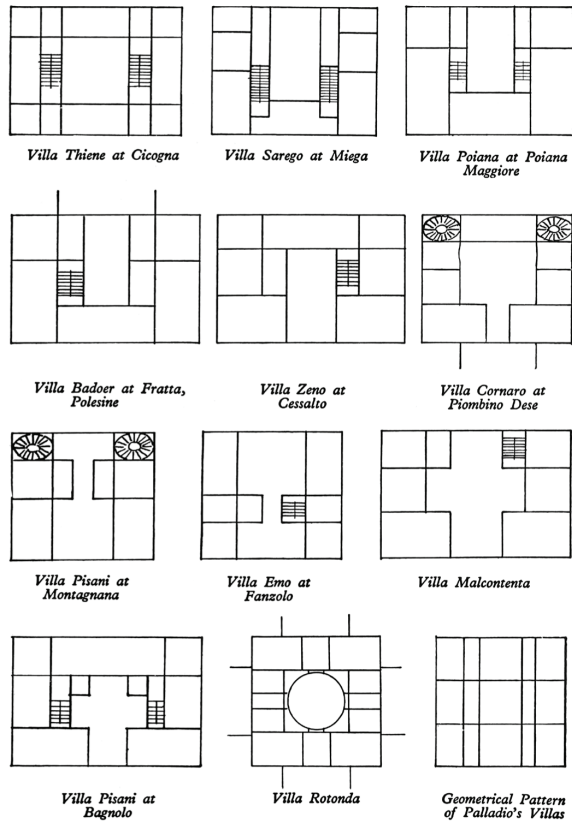 Villa Thiene at Cicogna
Villa Sarego at Miega
Villa Poiana at Poiana
Maggiore
Villa Badoer at Fratta,
Polesine
Villa Zeno at
Cessalto
Villa Cornaro at
Piombino Dese
Villa Pisani at
Montagnana
Villa Emo at
Fanzolo
Villa Malcontenta
Villa Pisani at
Bagnolo
Villa Rotonda
Geometrical Pattern
of Palladio's Villas